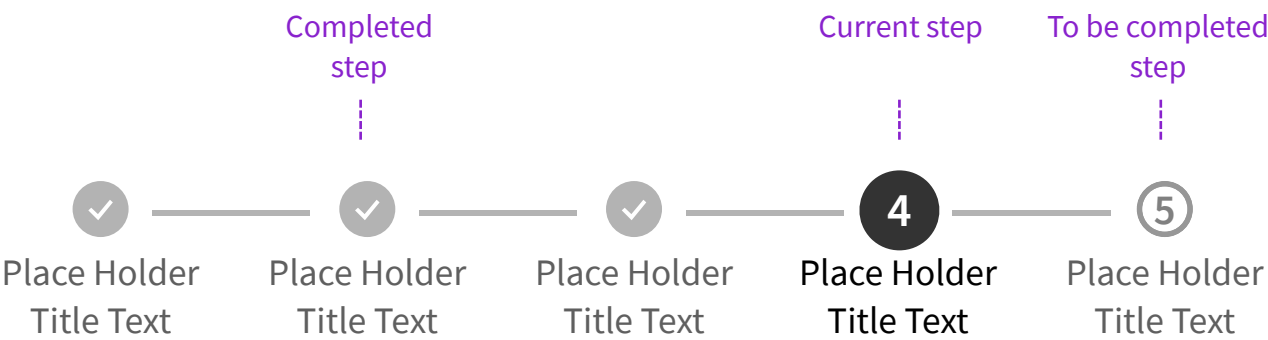 Completed
step
Current step
To be completed
step
4
5
Place Holder
Title Text
Place Holder
Title Text
Place Holder
Title Text
Place Holder
Title Text
Place Holder
Title Text